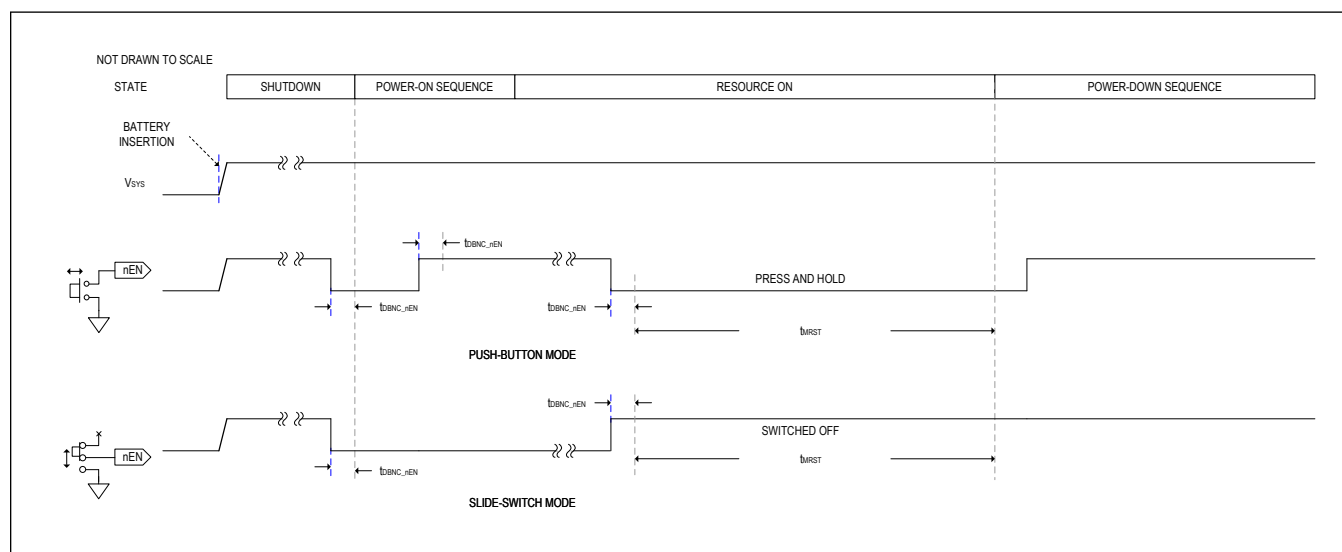 NOT DRAWN TO SCALE
STATE
SHUTDOWN
POWER-ON SEQUENCE
RESOURCE ON
POWER-DOWN SEQUENCE
BATTERY
INSERTION
VSYS
tDBNC_nEN
nEN
PRESS AND HOLD
tDBNC_nEN
tDBNC_nEN
tMRST
PUSH-BUTTON MODE
tDBNC_nEN
SWITCHED OFF
nEN
tMRST
tDBNC_nEN
SLIDE-SWITCH MODE